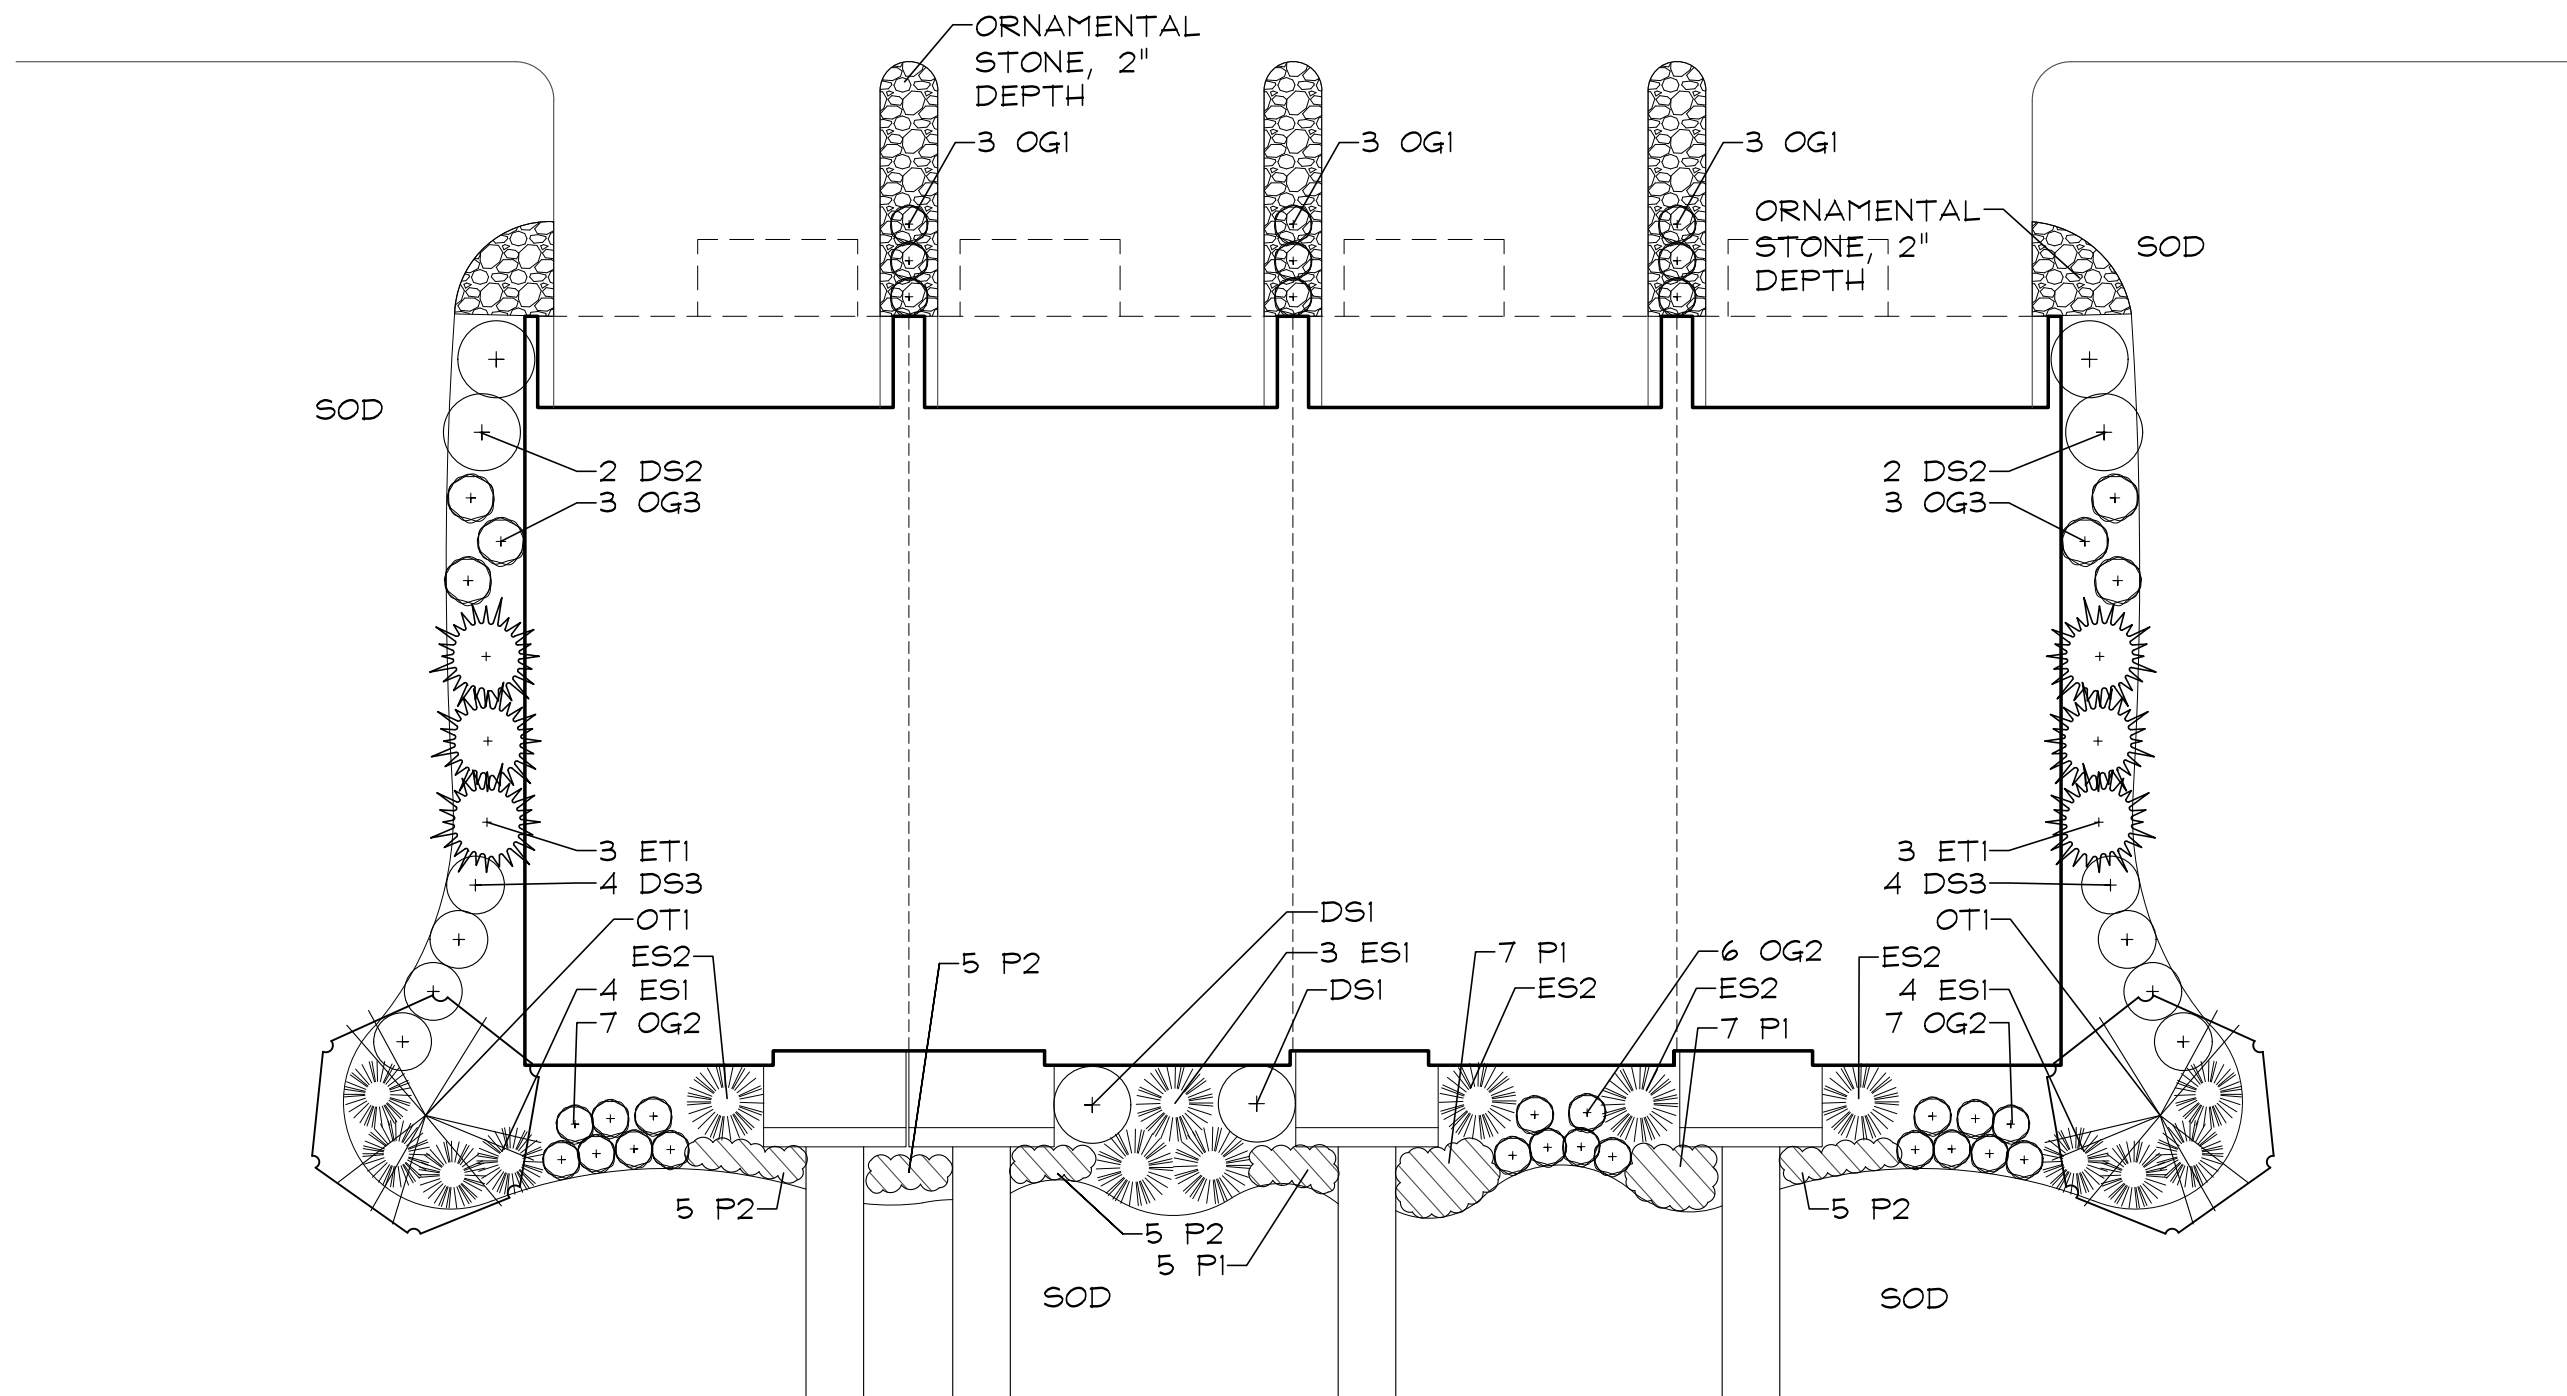 ORNAMENTAL
STONE, 2"
DEPTH
3 OG1
3 OG1
3 OG1
ORNAMENTAL
STONE, 2"
DEPTH
SOD
SOD
2 DS2
3 OG3
2 DS2
3 OG3
3 ET1
4 DS3
OT1
ES2
4 ES1
7 OG2
5 P2
DS1
3 ES1
DS1
7 P1
ES2
6 OG2
ES2
7 P1
3 ET1
4 DS3
OT1
ES2
4 ES1
7 OG2
5 P2
5 P2
5 P1
5 P2
SOD
SOD